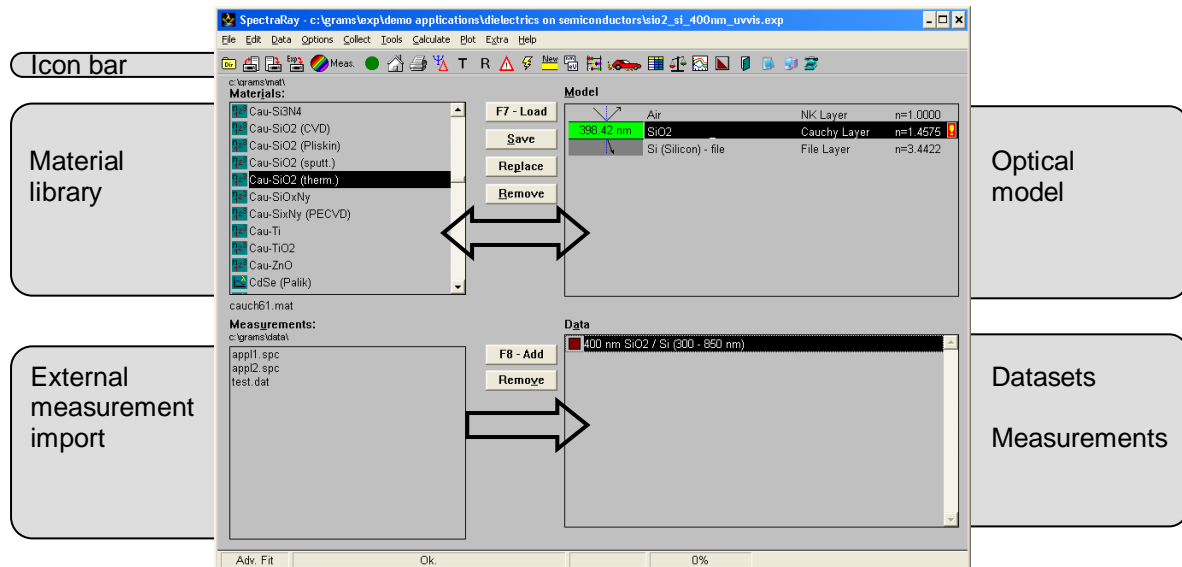 SpectraRay - c:\grams\exp\demo applications\dielectrics on semiconductors\sio2_si_400nm_uvvis.exp
File Edit Data Options Collect Tools Calculate Plot Extra Help
Icon bar
Dir Exp. Meas. Ψ Δ T R New
c:\grams\mat\
Materials:
Cau-Si3N4
Cau-SiO2 (CVD)
Cau-SiO2 (Pliskin)
Cau-SiO2 (sputt.)
Cau-SiO2 (therm.)
Cau-SiOxNy
Cau-SixNy (PECVD)
Cau-Ti
Cau-TiO2
Cau-ZnO
CdSe (Palik)
cauch61.mat
F7 - Load
Save
Replace
Remove
Model
Air NK Layer n=1.0000
398.42 nm SiO2 Cauchy Layer n=1.4575
Si (Silicon) - file File Layer n=3.4422
Material
library
Optical
model
Measurements:
c:\grams\data\
appl1.spc
appl2.spc
test.dat
F8 - Add
Remove
Data
400 nm SiO2 / Si (300 - 850 nm)
External
measurement
import
Datasets
Measurements
Adv. Fit Ok. 0%